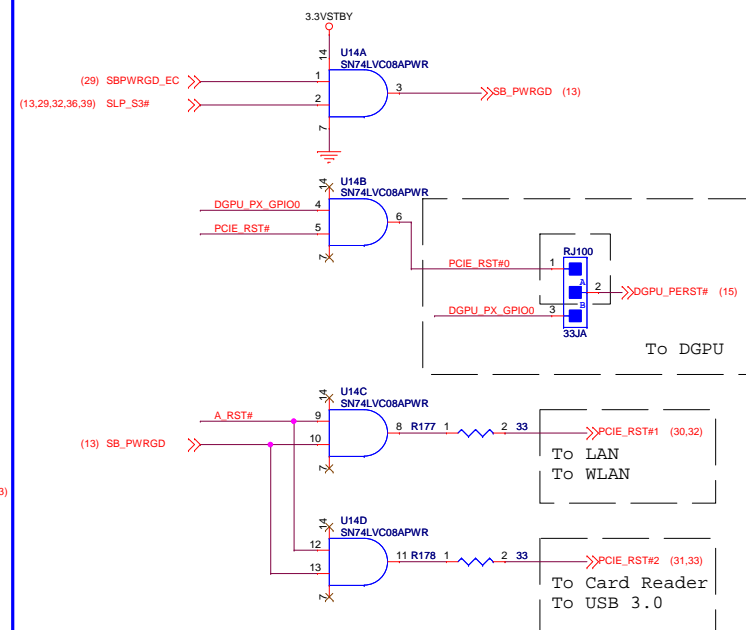 3.3VSTBY
14
U14A
SN74LVC08APWR
(29) SBPWRGD_EC 1
3 SB_PWRGD (13)
(13,29,32,36,39) SLP_S3# 2
7
14
U14B
SN74LVC08APWR
DGPU_PX_GPIO0 4
6
PCIE_RST# 5
7
RJ100
PCIE_RST#0 1
A
2 DGPU_PERST# (15)
B
DGPU_PX_GPIO0 3
33JA
To DGPU
14
U14C
SN74LVC08APWR
A_RST# 9
8 R177 1 2 33 PCIE_RST#1 (30,32)
(13) SB_PWRGD 10
7
To LAN
To WLAN
3)
14
U14D
SN74LVC08APWR
12
11 R178 1 2 33 PCIE_RST#2 (31,33)
13
7
To Card Reader
To USB 3.0